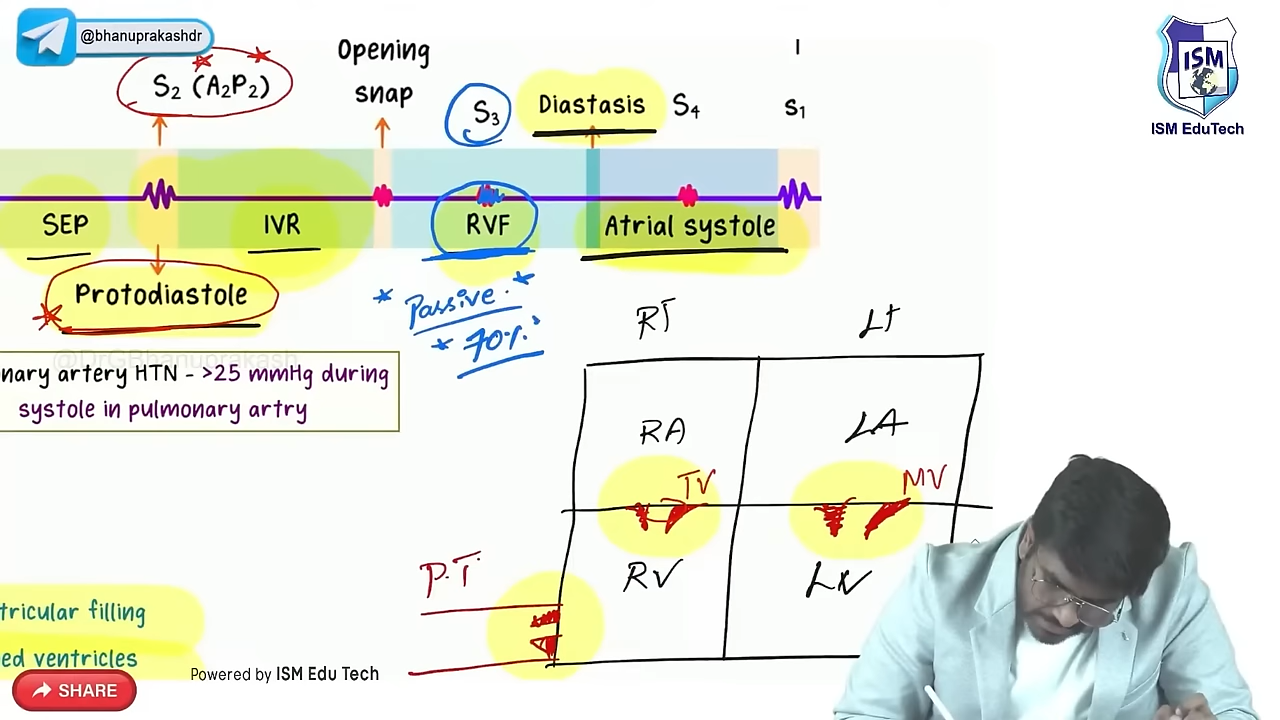 @bhanuprakashdr
S₂ (A₂P₂)
Opening
snap
S₃
Diastasis
S₄
s₁
ISM
ISM EduTech
SEP
IVR
RVF
Atrial systole
Protodiastole
* Passive. *
* 70%
RT
Lt
@DrGBhanuprakash
nary artery HTN - >25 mmHg during
systole in pulmonary artry
RA
LA
TV
MV
P.T
RV
LV
tricular filling
ed ventricles
Powered by ISM Edu Tech
SHARE